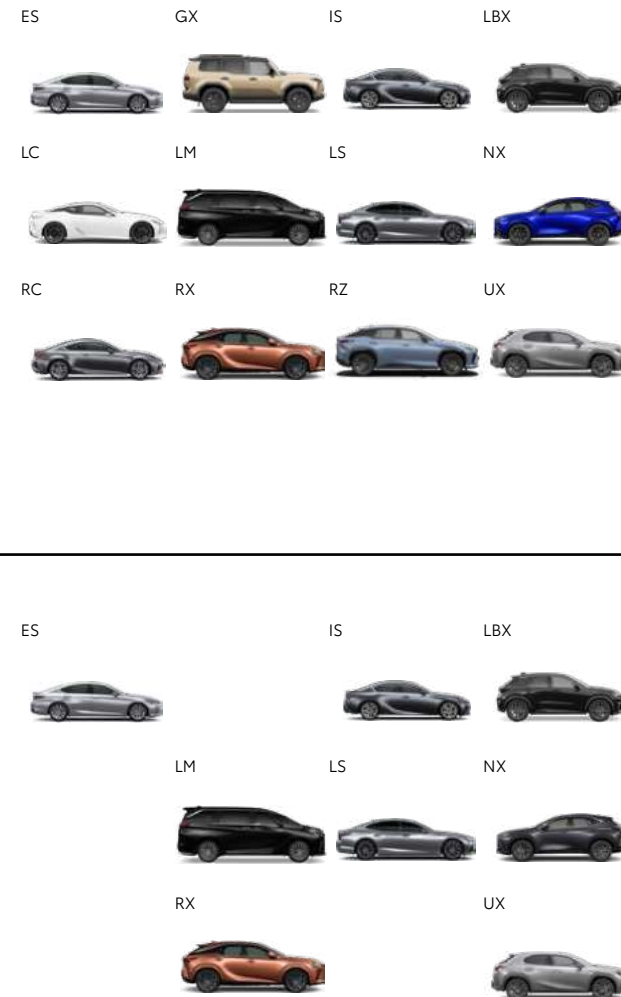 ES GX IS LBX
LC LM LS NX
RC RX RZ UX
ES IS LBX
LM LS NX
RX UX